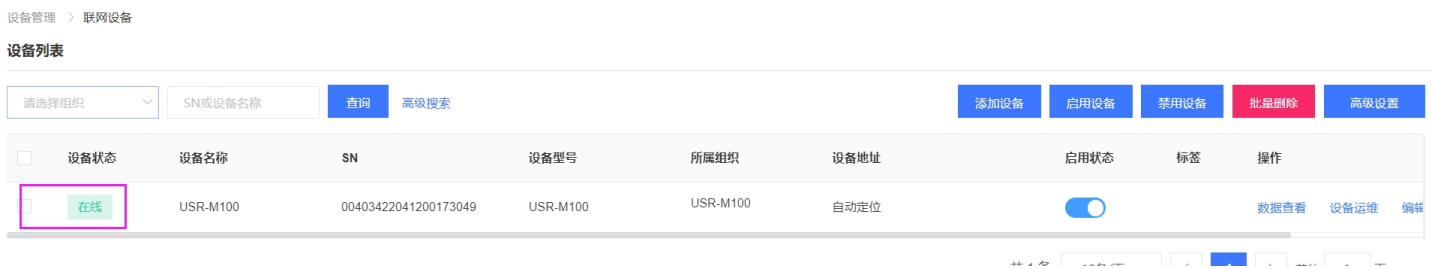 设备管理 > 联网设备
设备列表
请选择组织 SN或设备名称 查询 高级搜索 添加设备 启用设备 禁用设备 批量删除 高级设置
设备状态 设备名称 SN 设备型号 所属组织 设备地址 启用状态 标签 操作
在线 USR-M100 00403422041200173049 USR-M100 USR-M100 自动定位 数据查看 设备运维 编辑
共 1 条 1